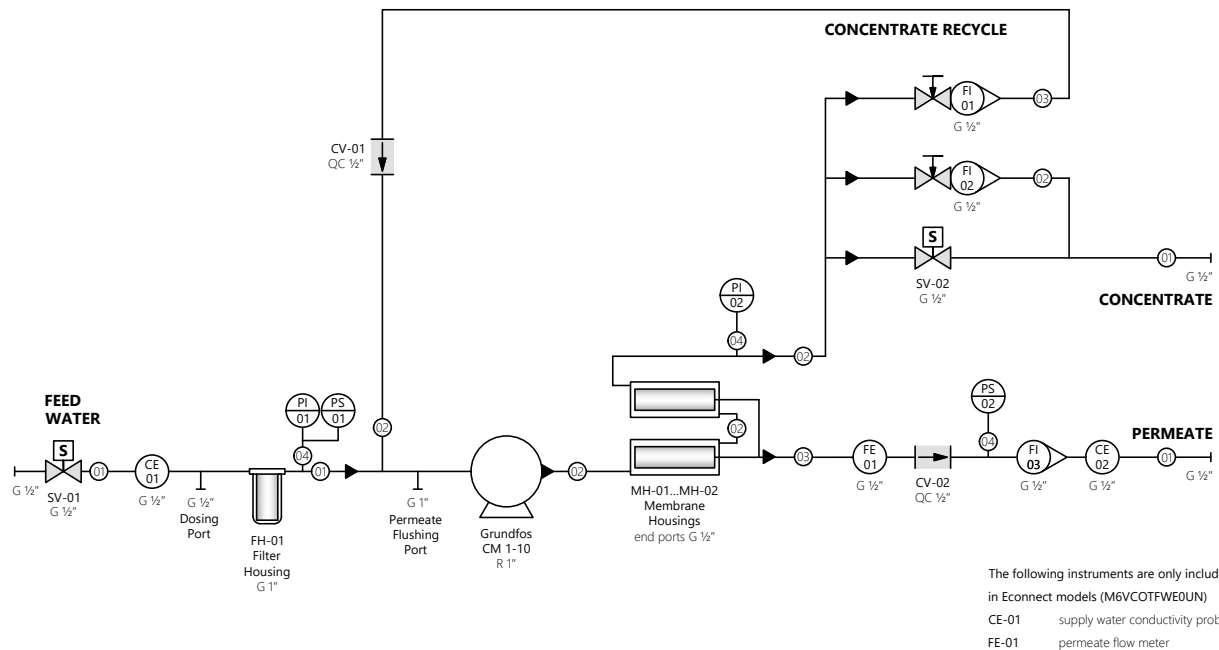 CONCENTRATE RECYCLE
FI
01
G ½"
03
CV-01
QC ½"
FI
02
G ½"
02
S
SV-02
G ½"
01
G ½"
CONCENTRATE
PI
02
04
02
FEED
WATER
PI
01
PS
01
02
04
S
G ½"
SV-01
G ½"
01
CE
01
G ½"
G ½"
Dosing
Port
FH-01
Filter
Housing
G 1"
01
G 1"
Permeate
Flushing
Port
Grundfos
CM 1-10
R 1"
02
02
MH-01...MH-02
Membrane
Housings
end ports G ½"
03
FE
01
G ½"
CV-02
QC ½"
PS
02
04
FI
03
G ½"
CE
02
G ½"
PERMEATE
01
G ½"
The following instruments are only includ
in Econnect models (M6VCOTFWE0UN)
CE-01 supply water conductivity prob
FE-01 permeate flow meter